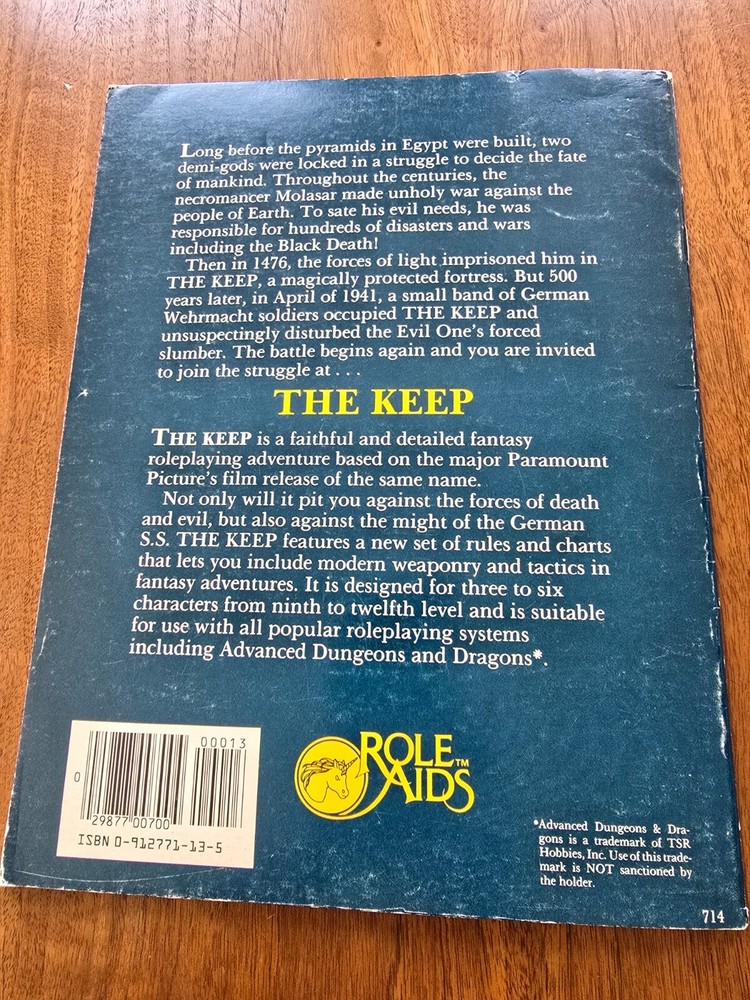 Long before the pyramids in Egypt were built, two
demi-gods were locked in a struggle to decide the fate
of mankind. Throughout the centuries, the
necromancer Molasar made unholy war against the
people of Earth. To sate his evil needs, he was
responsible for hundreds of disasters and wars
including the Black Death!
Then in 1476, the forces of light imprisoned him in
THE KEEP, a magically protected fortress. But 500
years later, in April of 1941, a small band of German
Wehrmacht soldiers occupied THE KEEP and
unsuspectingly disturbed the Evil One's forced
slumber. The battle begins again and you are invited
to join the struggle at . . .
THE KEEP
THE KEEP is a faithful and detailed fantasy
roleplaying adventure based on the major Paramount
Picture's film release of the same name.
Not only will it pit you against the forces of death
and evil, but also against the might of the German
S.S. THE KEEP features a new set of rules and charts
that lets you include modern weaponry and tactics in
fantasy adventures. It is designed for three to six
characters from ninth to twelfth level and is suitable
for use with all popular roleplaying systems
including Advanced Dungeons and Dragons*.
00013
0
29877 00700
ISBN 0-912771-13-5
ROLE
AIDS™
*Advanced Dungeons & Dra-
gons is a trademark of TSR
Hobbies, Inc. Use of this trade-
mark is NOT sanctioned by
the holder.
714